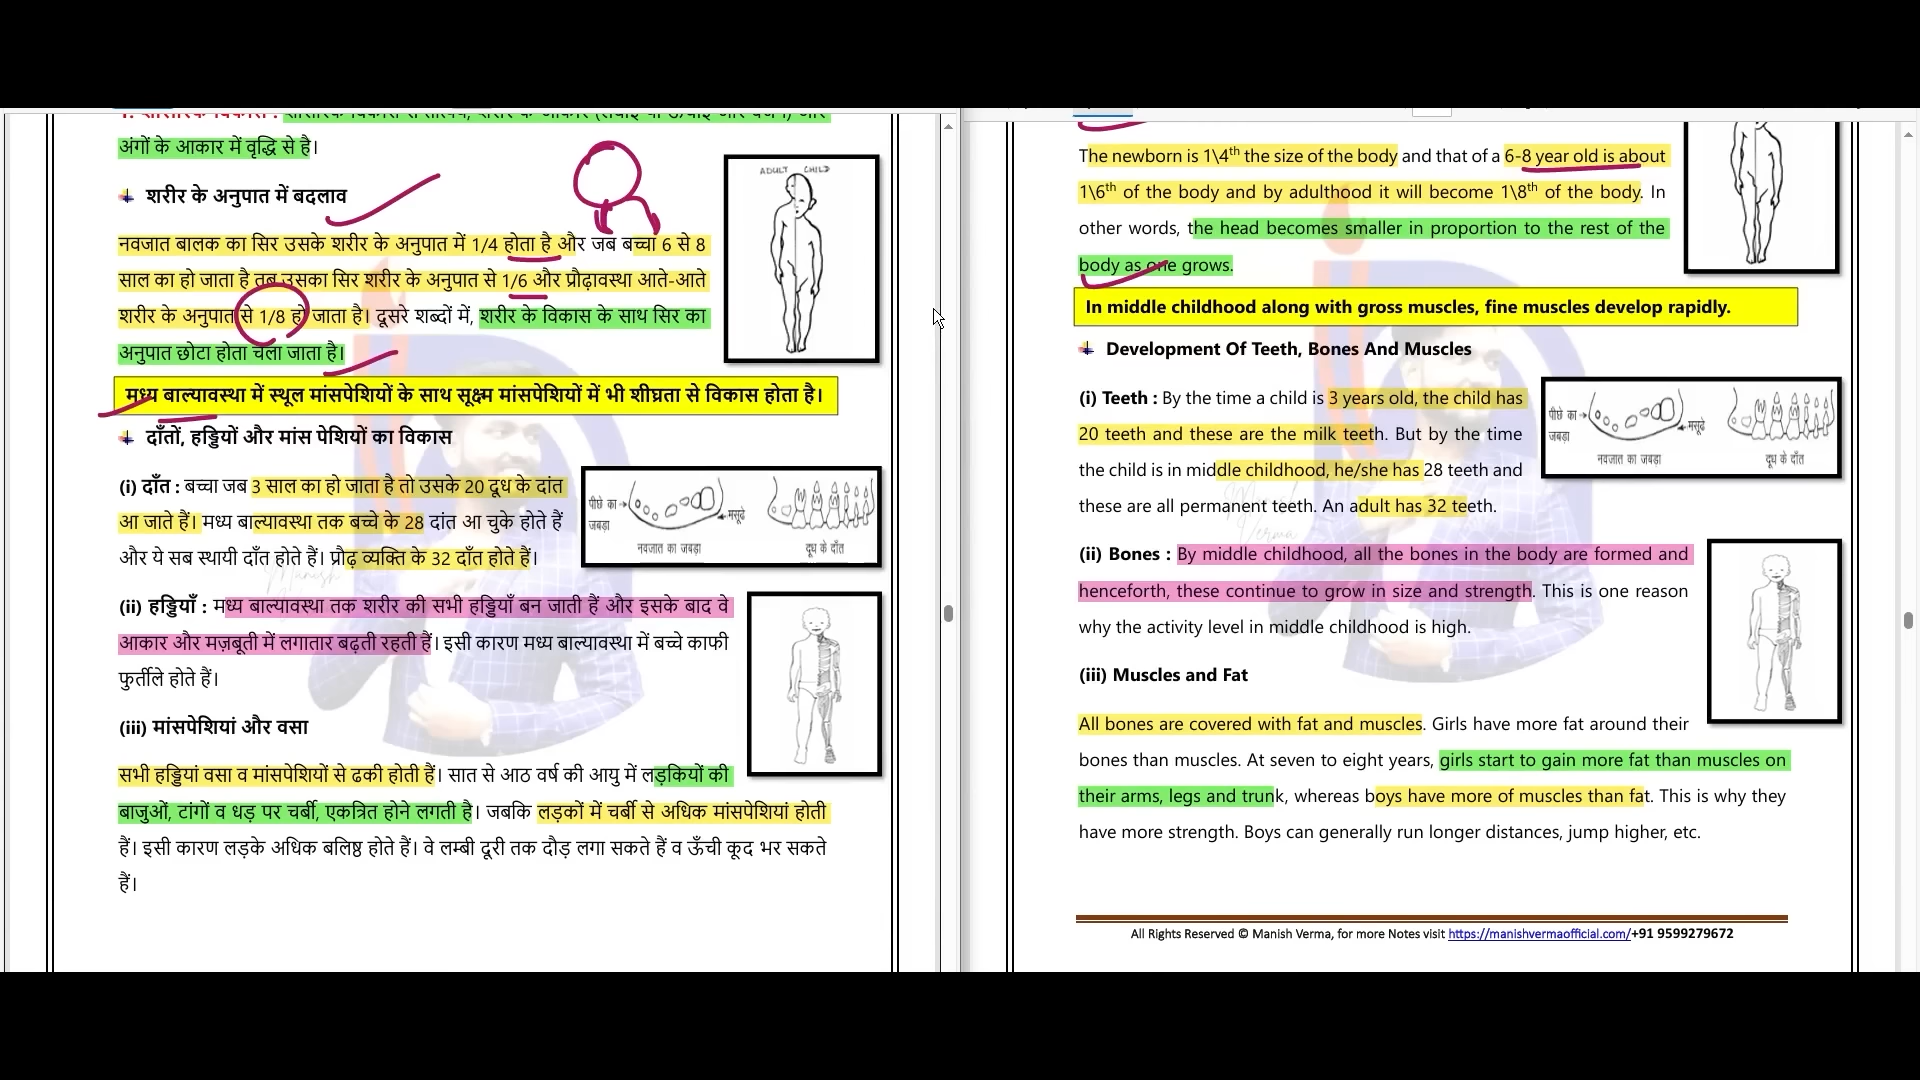 अंगों के आकार में वृद्धि से है।
शरीर के अनुपात में बदलाव
नवजात बालक का सिर उसके शरीर के अनुपात में 1/4 होता है और जब बच्चा 6 से 8
साल का हो जाता है तब उसका सिर शरीर के अनुपात से 1/6 और प्रौढ़ावस्था आते-आते
शरीर के अनुपात से 1/8 हो जाता है। दूसरे शब्दों में, शरीर के विकास के साथ सिर का
अनुपात छोटा होता चला जाता है।
ADULT CHILD
मध्य बाल्यावस्था में स्थूल मांसपेशियों के साथ सूक्ष्म मांसपेशियों में भी शीघ्रता से विकास होता है।
दाँतों, हड्डियों और मांस पेशियों का विकास
(i) दाँत : बच्चा जब 3 साल का हो जाता है तो उसके 20 दूध के दांत
आ जाते हैं। मध्य बाल्यावस्था तक बच्चे के 28 दांत आ चुके होते हैं
और ये सब स्थायी दाँत होते हैं। प्रौढ़ व्यक्ति के 32 दाँत होते हैं।
पीछे का
जबड़ा
मसूढे
नवजात का जबड़ा
दूध के दाँत
(ii) हड्डियाँ : मध्य बाल्यावस्था तक शरीर की सभी हड्डियाँ बन जाती हैं और इसके बाद वे
आकार और मज़बूती में लगातार बढ़ती रहती हैं। इसी कारण मध्य बाल्यावस्था में बच्चे काफी
फुर्तीले होते हैं।
(iii) मांसपेशियां और वसा
सभी हड्डियां वसा व मांसपेशियों से ढकी होती हैं। सात से आठ वर्ष की आयु में लड़कियों की
बाजुओं, टांगों व धड़ पर चर्बी, एकत्रित होने लगती है। जबकि लड़कों में चर्बी से अधिक मांसपेशियां होती
हैं। इसी कारण लड़के अधिक बलिष्ठ होते हैं। वे लम्बी दूरी तक दौड़ लगा सकते हैं व ऊँची कूद भर सकते
हैं।
The newborn is 1\4th the size of the body and that of a 6-8 year old is about
1\6th of the body and by adulthood it will become 1\8th of the body. In
other words, the head becomes smaller in proportion to the rest of the
body as one grows.
In middle childhood along with gross muscles, fine muscles develop rapidly.
Development Of Teeth, Bones And Muscles
(i) Teeth : By the time a child is 3 years old, the child has
20 teeth and these are the milk teeth. But by the time
the child is in middle childhood, he/she has 28 teeth and
these are all permanent teeth. An adult has 32 teeth.
पीछे का
जबड़ा
मसूढे
नवजात का जबड़ा
दूध के दाँत
Manish
Verma
(ii) Bones : By middle childhood, all the bones in the body are formed and
henceforth, these continue to grow in size and strength. This is one reason
why the activity level in middle childhood is high.
(iii) Muscles and Fat
All bones are covered with fat and muscles. Girls have more fat around their
bones than muscles. At seven to eight years, girls start to gain more fat than muscles on
their arms, legs and trunk, whereas boys have more of muscles than fat. This is why they
have more strength. Boys can generally run longer distances, jump higher, etc.
All Rights Reserved © Manish Verma, for more Notes visit https://manishvermaofficial.com/+91 9599279672